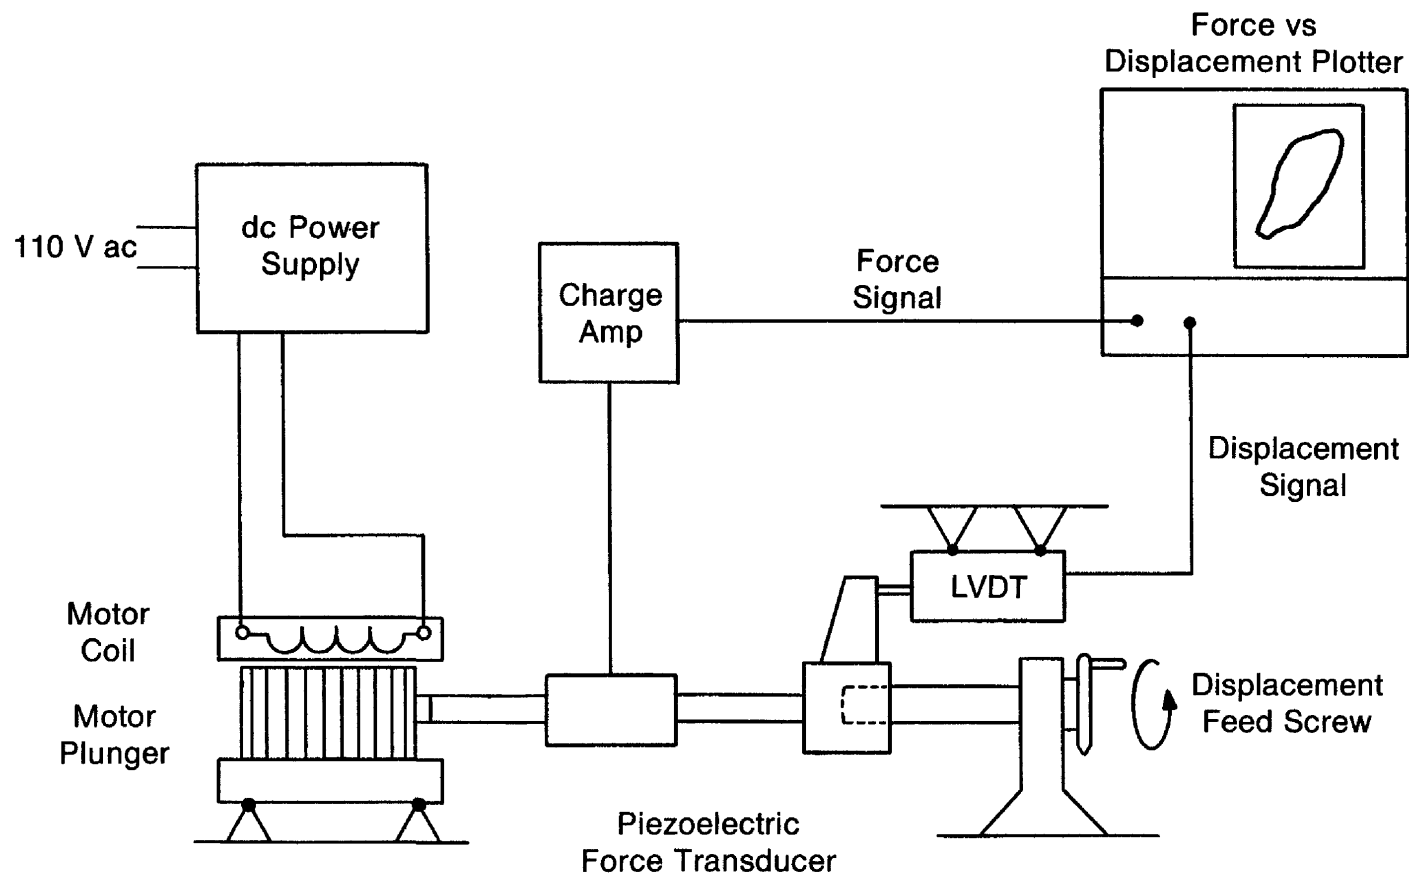 Force vs
Displacement Plotter
dc Power
Supply
110 V ac
Charge
Amp
Force
Signal
Displacement
Signal
LVDT
Motor
Coil
Motor
Plunger
Displacement
Feed Screw
Piezoelectric
Force Transducer